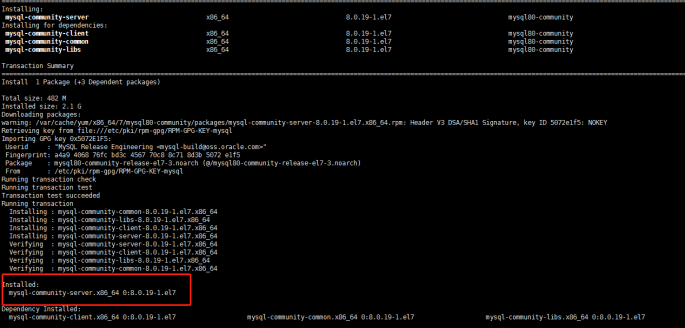 Installing:
mysql-community-server x86_64 8.0.19-1.el7 mysql80-community
Installing for dependencies:
mysql-community-client x86_64 8.0.19-1.el7 mysql80-community
mysql-community-common x86_64 8.0.19-1.el7 mysql80-community
mysql-community-libs x86_64 8.0.19-1.el7 mysql80-community
Transaction Summary
Install 1 Package (+3 Dependent packages)
Total size: 482 M
Installed size: 2.1 G
Downloading packages:
warning: /var/cache/yum/x86_64/7/mysql80-community/packages/mysql-community-server-8.0.19-1.el7.x86_64.rpm: Header V3 DSA/SHA1 Signature, key ID 5072e1f5: NOKEY
Retrieving key from file:///etc/pki/rpm-gpg/RPM-GPG-KEY-mysql
Importing GPG key 0x5072E1F5:
Userid : "MySQL Release Engineering <mysql-build@oss.oracle.com>"
Fingerprint: a4a9 4068 76fc bd3c 4567 70c8 8c71 8d3b 5072 e1f5
Package : mysql80-community-release-el7-3.noarch (@/mysql80-community-release-el7-3.noarch)
From : /etc/pki/rpm-gpg/RPM-GPG-KEY-mysql
Running transaction check
Running transaction test
Transaction test succeeded
Running transaction
Installing : mysql-community-common-8.0.19-1.el7.x86_64
Installing : mysql-community-libs-8.0.19-1.el7.x86_64
Installing : mysql-community-client-8.0.19-1.el7.x86_64
Installing : mysql-community-server-8.0.19-1.el7.x86_64
Verifying : mysql-community-server-8.0.19-1.el7.x86_64
Verifying : mysql-community-client-8.0.19-1.el7.x86_64
Verifying : mysql-community-libs-8.0.19-1.el7.x86_64
Verifying : mysql-community-common-8.0.19-1.el7.x86_64
Installed:
mysql-community-server.x86_64 0:8.0.19-1.el7
Dependency Installed:
mysql-community-client.x86_64 0:8.0.19-1.el7 mysql-community-common.x86_64 0:8.0.19-1.el7 mysql-community-libs.x86_64 0:8.0.19-1.el7